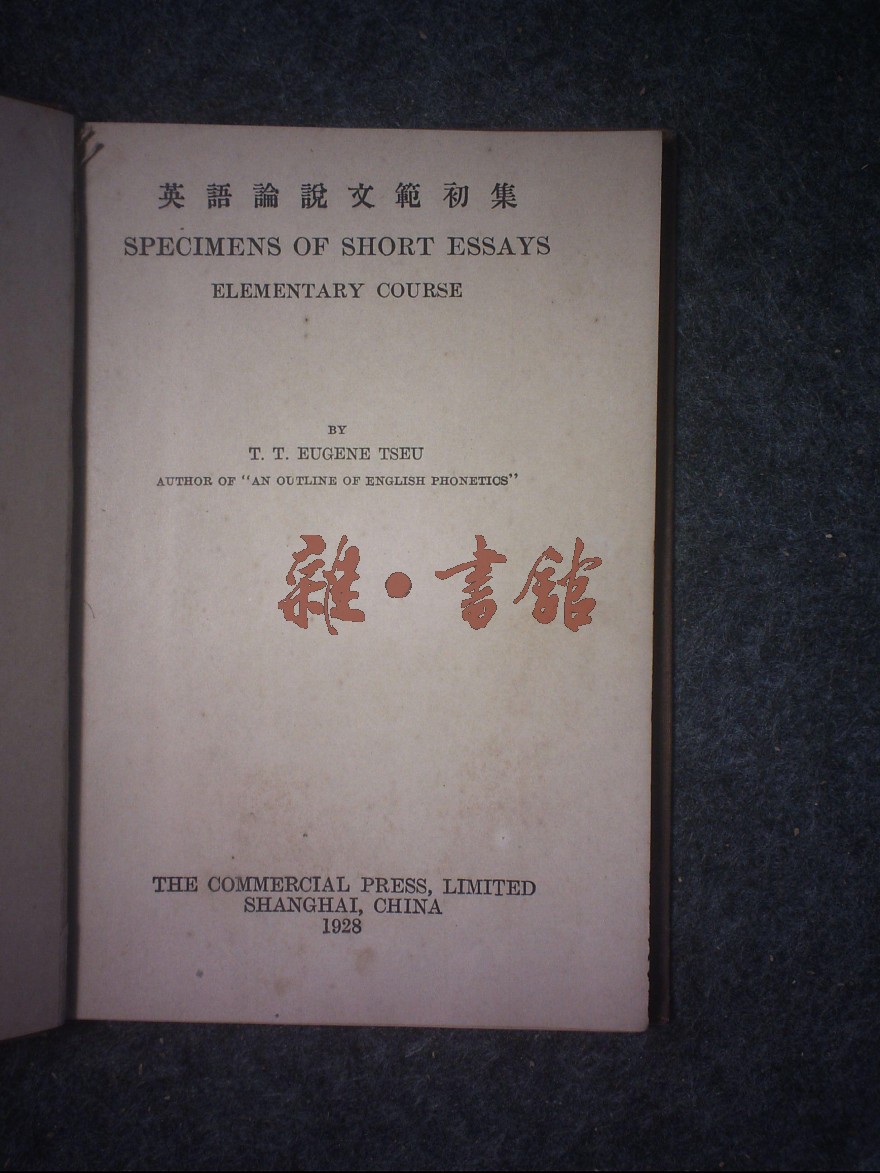 英語論說文範初集
SPECIMENS OF SHORT ESSAYS
ELEMENTARY COURSE
BY
T. T. EUGENE TSEU
AUTHOR OF “AN OUTLINE OF ENGLISH PHONETICS”
雜·書館
THE COMMERCIAL PRESS, LIMITED
SHANGHAI, CHINA
1928